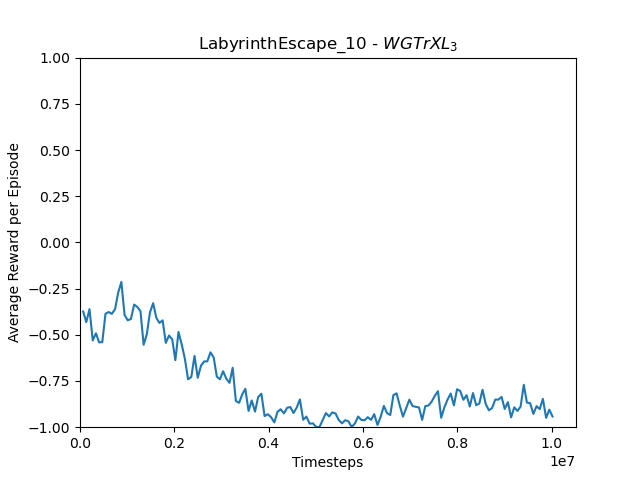 LabyrinthEscape_10 - WGTrXL₃
1.00
0.75
0.50
0.25
0.00
−0.25
−0.50
−0.75
−1.00
Average Reward per Episode
0.0 0.2 0.4 0.6 0.8 1.0
1e7
Timesteps